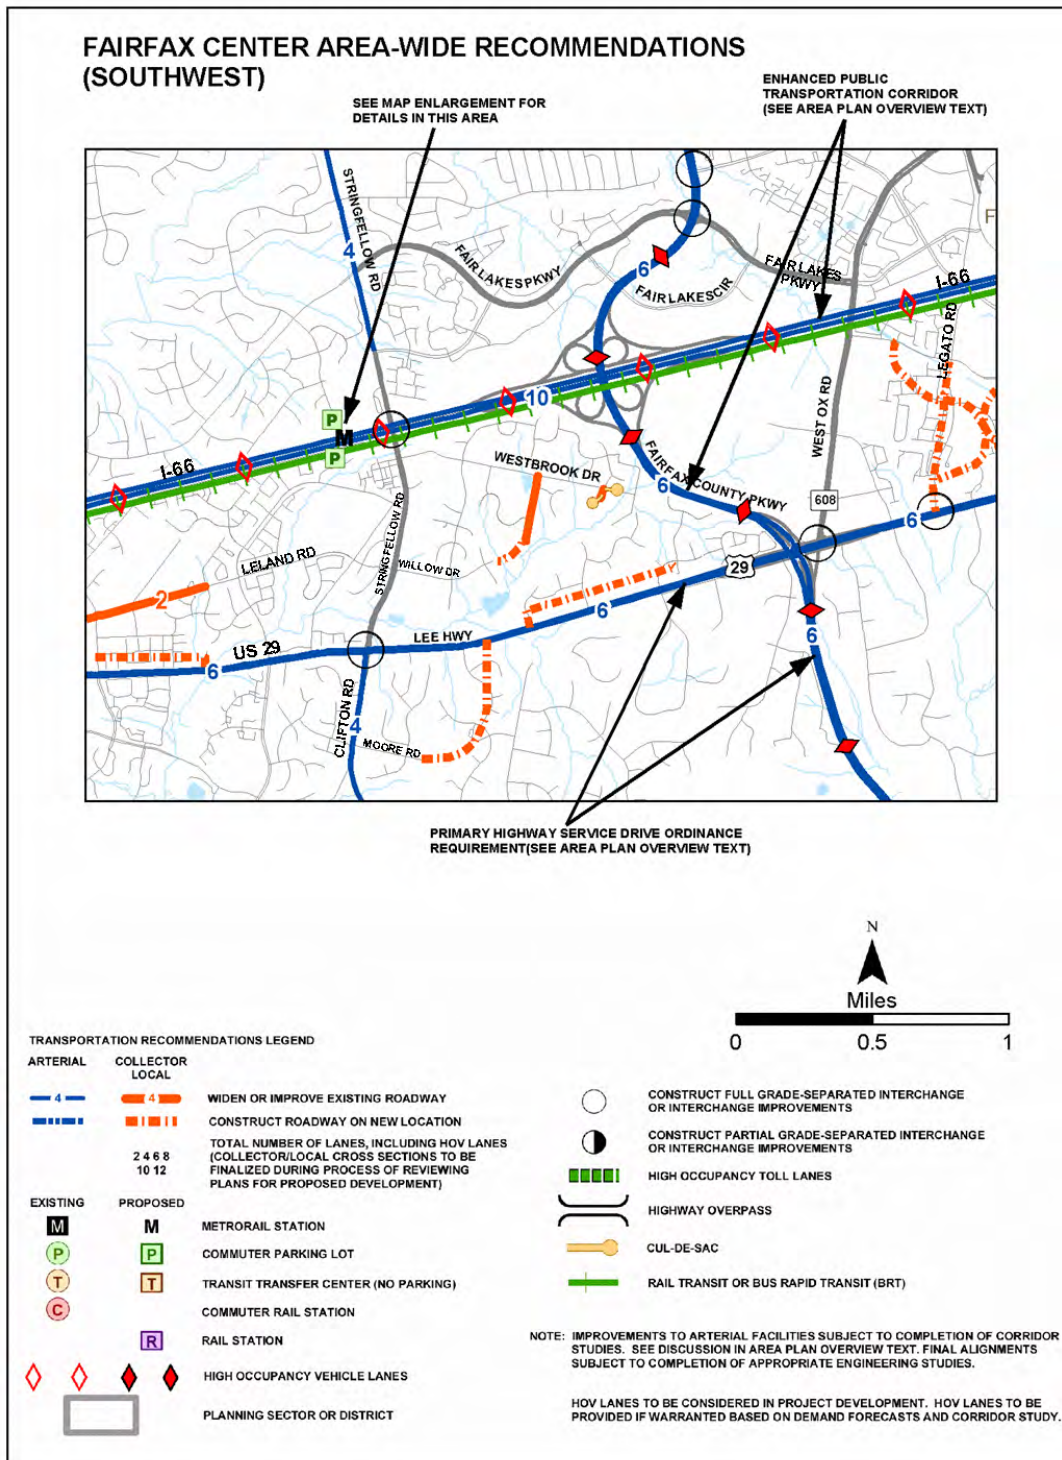 FAIRFAX CENTER AREA-WIDE RECOMMENDATIONS
(SOUTHWEST)
SEE MAP ENLARGEMENT FOR
DETAILS IN THIS AREA
ENHANCED PUBLIC
TRANSPORTATION CORRIDOR
(SEE AREA PLAN OVERVIEW TEXT)
STRINGFELLOW RD
4
FAIR LAKES PKWY
6
FAIR LAKES CIR
FAIR LAKES
PKWY
F
I-66
LEGATO RD
WEST OX RD
10
P
M
P
I-66
WESTBROOK DR
FAIRFAX COUNTY PKWY
6
608
6
STRINGFELLOW RD
LELAND RD
WILLOW DR
29
2
6
6
LEE HWY
US 29
6
CLIFTON RD
4
MOORE RD
PRIMARY HIGHWAY SERVICE DRIVE ORDINANCE
REQUIREMENT(SEE AREA PLAN OVERVIEW TEXT)
N
Miles
0 0.5 1
TRANSPORTATION RECOMMENDATIONS LEGEND
ARTERIAL COLLECTOR
LOCAL
4 4 WIDEN OR IMPROVE EXISTING ROADWAY
CONSTRUCT ROADWAY ON NEW LOCATION
TOTAL NUMBER OF LANES, INCLUDING HOV LANES
2 4 6 8 (COLLECTOR/LOCAL CROSS SECTIONS TO BE
10 12 FINALIZED DURING PROCESS OF REVIEWING
PLANS FOR PROPOSED DEVELOPMENT)
EXISTING PROPOSED
M M METRORAIL STATION
P P COMMUTER PARKING LOT
T T TRANSIT TRANSFER CENTER (NO PARKING)
C COMMUTER RAIL STATION
R RAIL STATION
HIGH OCCUPANCY VEHICLE LANES
PLANNING SECTOR OR DISTRICT
CONSTRUCT FULL GRADE-SEPARATED INTERCHANGE
OR INTERCHANGE IMPROVEMENTS
CONSTRUCT PARTIAL GRADE-SEPARATED INTERCHANGE
OR INTERCHANGE IMPROVEMENTS
HIGH OCCUPANCY TOLL LANES
HIGHWAY OVERPASS
CUL-DE-SAC
RAIL TRANSIT OR BUS RAPID TRANSIT (BRT)
NOTE: IMPROVEMENTS TO ARTERIAL FACILITIES SUBJECT TO COMPLETION OF CORRIDOR
STUDIES. SEE DISCUSSION IN AREA PLAN OVERVIEW TEXT. FINAL ALIGNMENTS
SUBJECT TO COMPLETION OF APPROPRIATE ENGINEERING STUDIES.
HOV LANES TO BE CONSIDERED IN PROJECT DEVELOPMENT. HOV LANES TO BE
PROVIDED IF WARRANTED BASED ON DEMAND FORECASTS AND CORRIDOR STUDY.